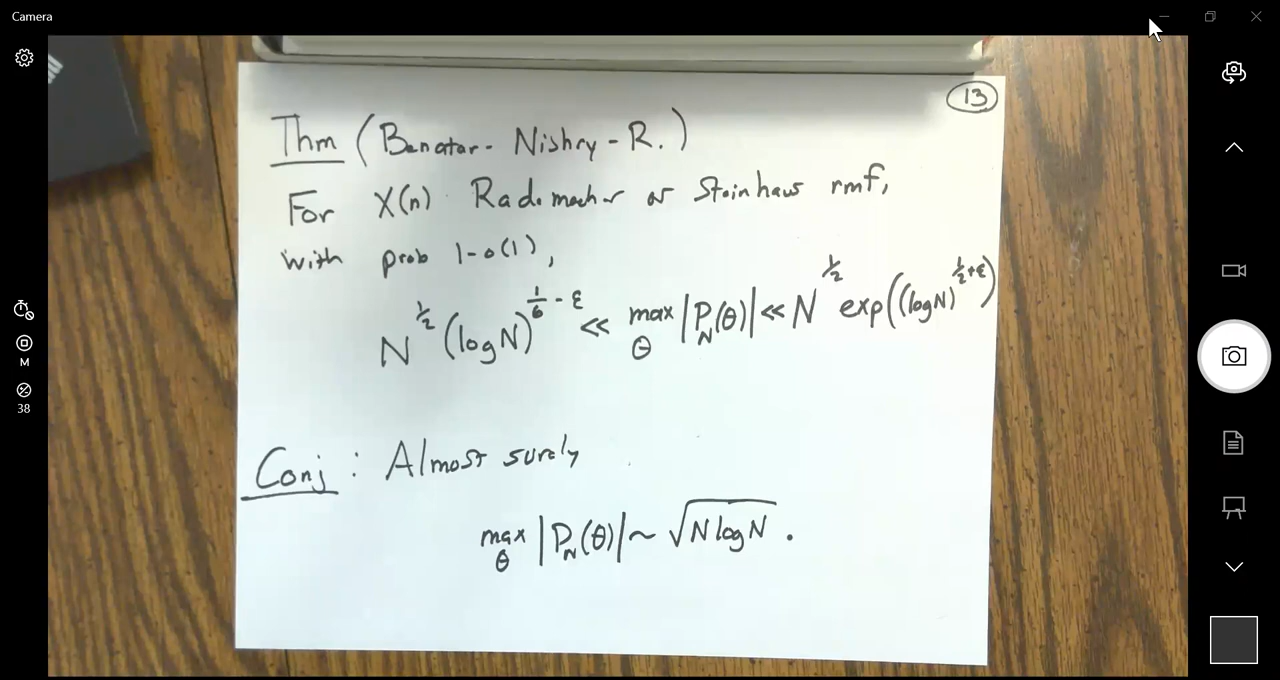 Camera
13
Thm (Benatar - Nishry - R.)
For X(n) Rademacher or Steinhaus rmf,
with prob 1-o(1),
N^{1/2} (log N)^{1/6 - ε} << max_θ |P_N(θ)| << N^{1/2} exp((log N)^{1/2+ε})
Conj : Almost surely
max_θ |P_N(θ)| ~ √(N log N) .
M
38